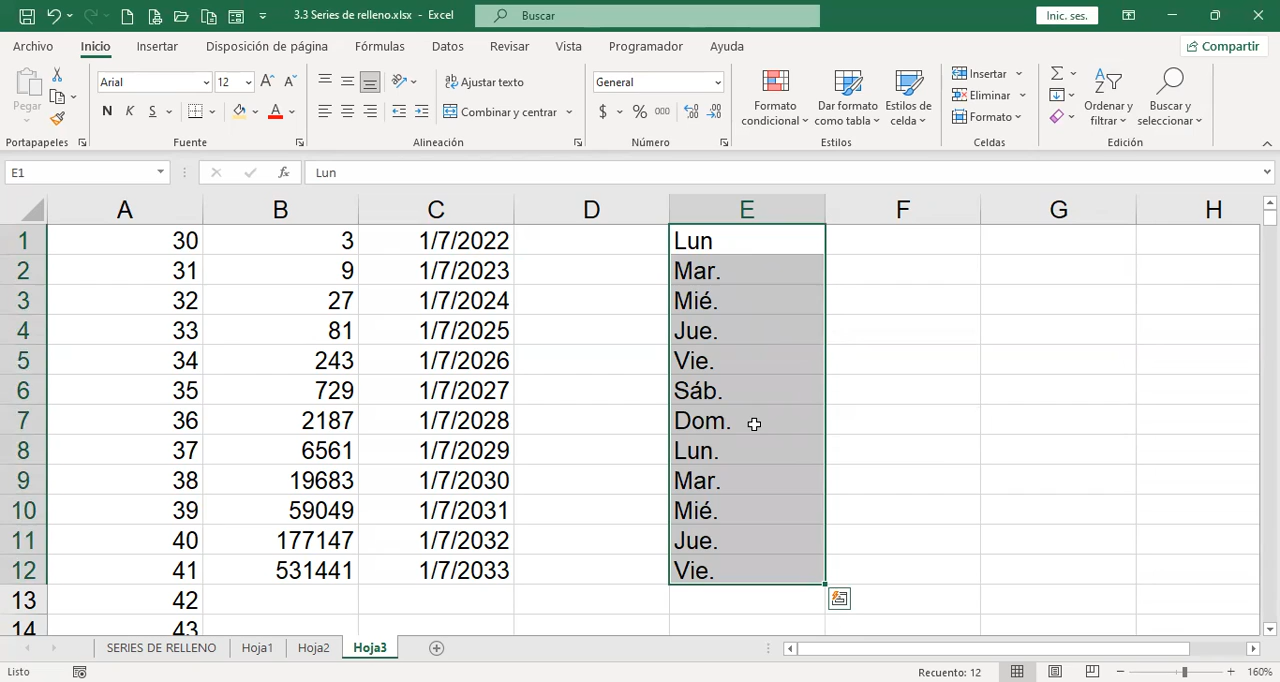 3.3 Series de relleno.xlsx - Excel
Buscar
Inic. ses.
Archivo Inicio Insertar Disposición de página Fórmulas Datos Revisar Vista Programador Ayuda Compartir
Pegar
Portapapeles
Arial 12
N K S
Fuente
Ajustar texto
Combinar y centrar
Alineación
General
$ % 000
Número
Formato condicional
Dar formato como tabla
Estilos de celda
Estilos
Insertar
Eliminar
Formato
Celdas
Ordenar y filtrar
Buscar y seleccionar
Edición
E1 fx Lun
A B C D E F G H
1 30 3 1/7/2022 Lun
2 31 9 1/7/2023 Mar.
3 32 27 1/7/2024 Mié.
4 33 81 1/7/2025 Jue.
5 34 243 1/7/2026 Vie.
6 35 729 1/7/2027 Sáb.
7 36 2187 1/7/2028 Dom.
8 37 6561 1/7/2029 Lun.
9 38 19683 1/7/2030 Mar.
10 39 59049 1/7/2031 Mié.
11 40 177147 1/7/2032 Jue.
12 41 531441 1/7/2033 Vie.
13 42
14 43
SERIES DE RELLENO Hoja1 Hoja2 Hoja3
Listo Recuento: 12 160%